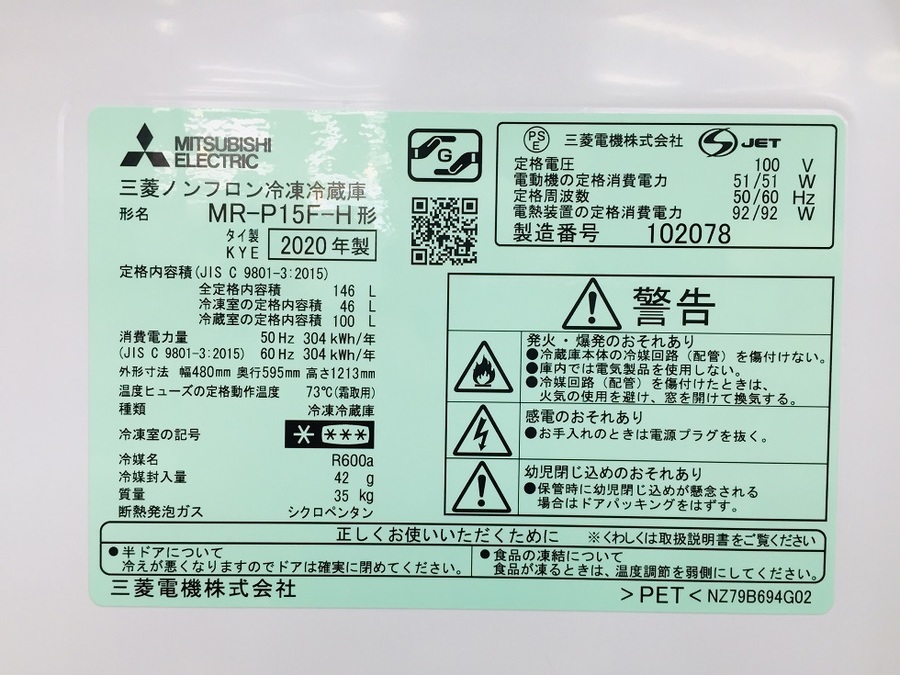 MITSUBISHI
ELECTRIC
三菱ノンフロン冷凍冷蔵庫
形名 MR-P15F-H形
タイ製
KYE 2020年製
定格内容積(JIS C 9801-3:2015)
全定格内容積 146 L
冷凍室の定格内容積 46 L
冷蔵室の定格内容積 100 L
消費電力量 50Hz 304kWh/年
(JIS C 9801-3:2015) 60Hz 304kWh/年
外形寸法 幅480mm 奥行595mm 高さ1213mm
温度ヒューズの定格動作温度 73℃(霜取用)
種類 冷凍冷蔵庫
冷凍室の記号
冷媒名 R600a
冷媒封入量 42 g
質量 35 kg
断熱発泡ガス シクロペンタン
G
PS
E
三菱電機株式会社 JET
定格電圧 100 V
電動機の定格消費電力 51/51 W
定格周波数 50/60 Hz
電熱装置の定格消費電力 92/92 W
製造番号 102078
警告
発火・爆発のおそれあり
●冷蔵庫本体の冷媒回路(配管)を傷付けない。
●庫内では電気製品を使用しない。
●冷媒回路(配管)を傷付けたときは、
火気の使用を避け、窓を開けて換気する。
感電のおそれあり
●お手入れのときは電源プラグを抜く。
幼児閉じ込めのおそれあり
●保管時に幼児閉じ込めが懸念される
場合はドアパッキングをはずす。
正しくお使いいただくために ※くわしくは取扱説明書をご覧ください
●半ドアについて
冷えが悪くなりますのでドアは確実に閉めてください。
●食品の凍結について
食品が凍るときは、温度調節を弱側にしてください。
三菱電機株式会社
>PET< NZ79B694G02